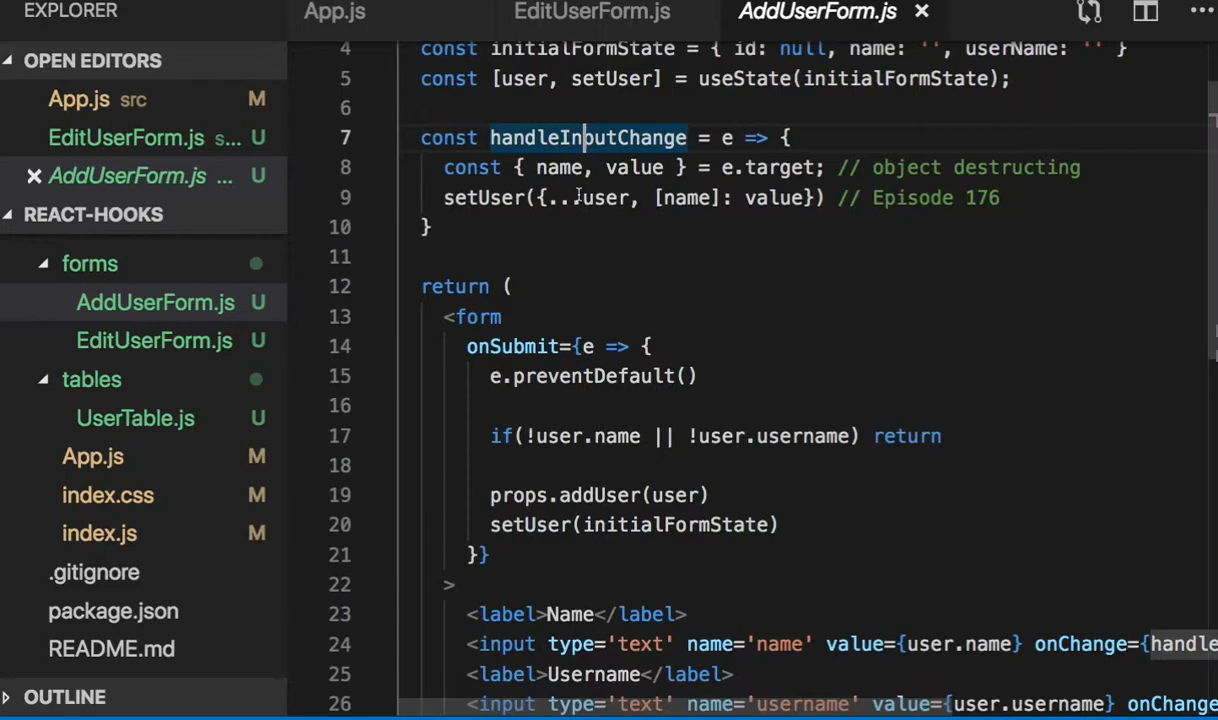 EXPLORER
App.js
EditUserForm.js
AddUserForm.js
OPEN EDITORS
App.js src M
EditUserForm.js s... U
AddUserForm.js ... U
REACT-HOOKS
forms
AddUserForm.js U
EditUserForm.js U
tables
UserTable.js U
App.js M
index.css M
index.js M
.gitignore
package.json
README.md
OUTLINE
4 const initialFormState = { id: null, name: '', userName: '' }
5 const [user, setUser] = useState(initialFormState);
6
7 const handleInputChange = e => {
8 const { name, value } = e.target; // object destructing
9 setUser({...user, [name]: value}) // Episode 176
10 }
11
12 return (
13 <form
14 onSubmit={e => {
15 e.preventDefault()
16
17 if(!user.name || !user.username) return
18
19 props.addUser(user)
20 setUser(initialFormState)
21 }}
22 >
23 <label>Name</label>
24 <input type='text' name='name' value={user.name} onChange={handle
25 <label>Username</label>
26 <input type='text' name='username' value={user.username} onChang